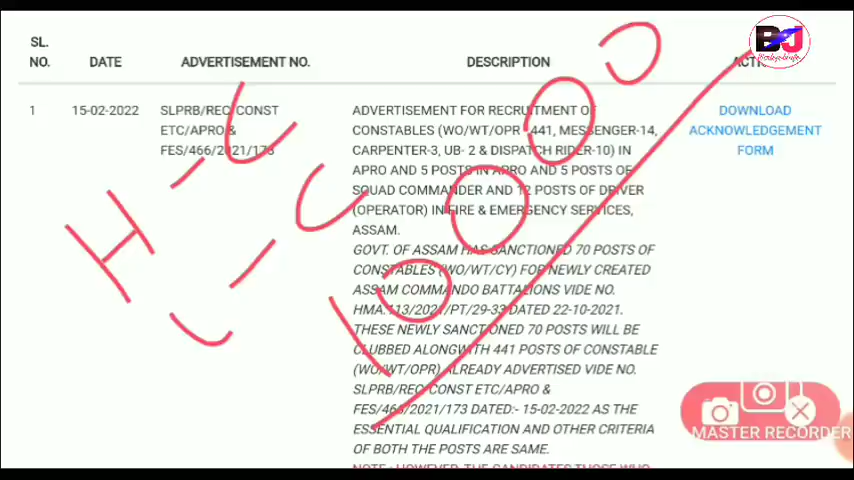 SL.
NO. DATE ADVERTISEMENT NO. DESCRIPTION
1 15-02-2022 SLPRB/REC/CONST
ETC/APRO &
FES/466/2021/173
ADVERTISEMENT FOR RECRUITMENT OF
CONSTABLES (WO/WT/OPR - 441, MESSENGER-14,
CARPENTER-3, UB- 2 & DISPATCH RIDER-10) IN
APRO AND 5 POSTS IN APRO AND 5 POSTS OF
SQUAD COMMANDER AND 12 POSTS OF DRIVER
(OPERATOR) IN FIRE & EMERGENCY SERVICES,
ASSAM.
GOVT. OF ASSAM HAS SANCTIONED 70 POSTS OF
CONSTABLES (WO/WT/CY) FOR NEWLY CREATED
ASSAM COMMANDO BATTALIONS VIDE NO.
HMA.113/2021/PT/29-33 DATED 22-10-2021.
THESE NEWLY SANCTIONED 70 POSTS WILL BE
CLUBBED ALONGWITH 441 POSTS OF CONSTABLE
(WO/WT/OPR) ALREADY ADVERTISED VIDE NO.
SLPRB/REC/CONST ETC/APRO &
FES/466/2021/173 DATED:- 15-02-2022 AS THE
ESSENTIAL QUALIFICATION AND OTHER CRITERIA
OF BOTH THE POSTS ARE SAME.
NOTE : HOWEVER, THE CANDIDATES THOSE WHO
DOWNLOAD
ACKNOWLEDGEMENT
FORM
BJ
MASTER RECORDER